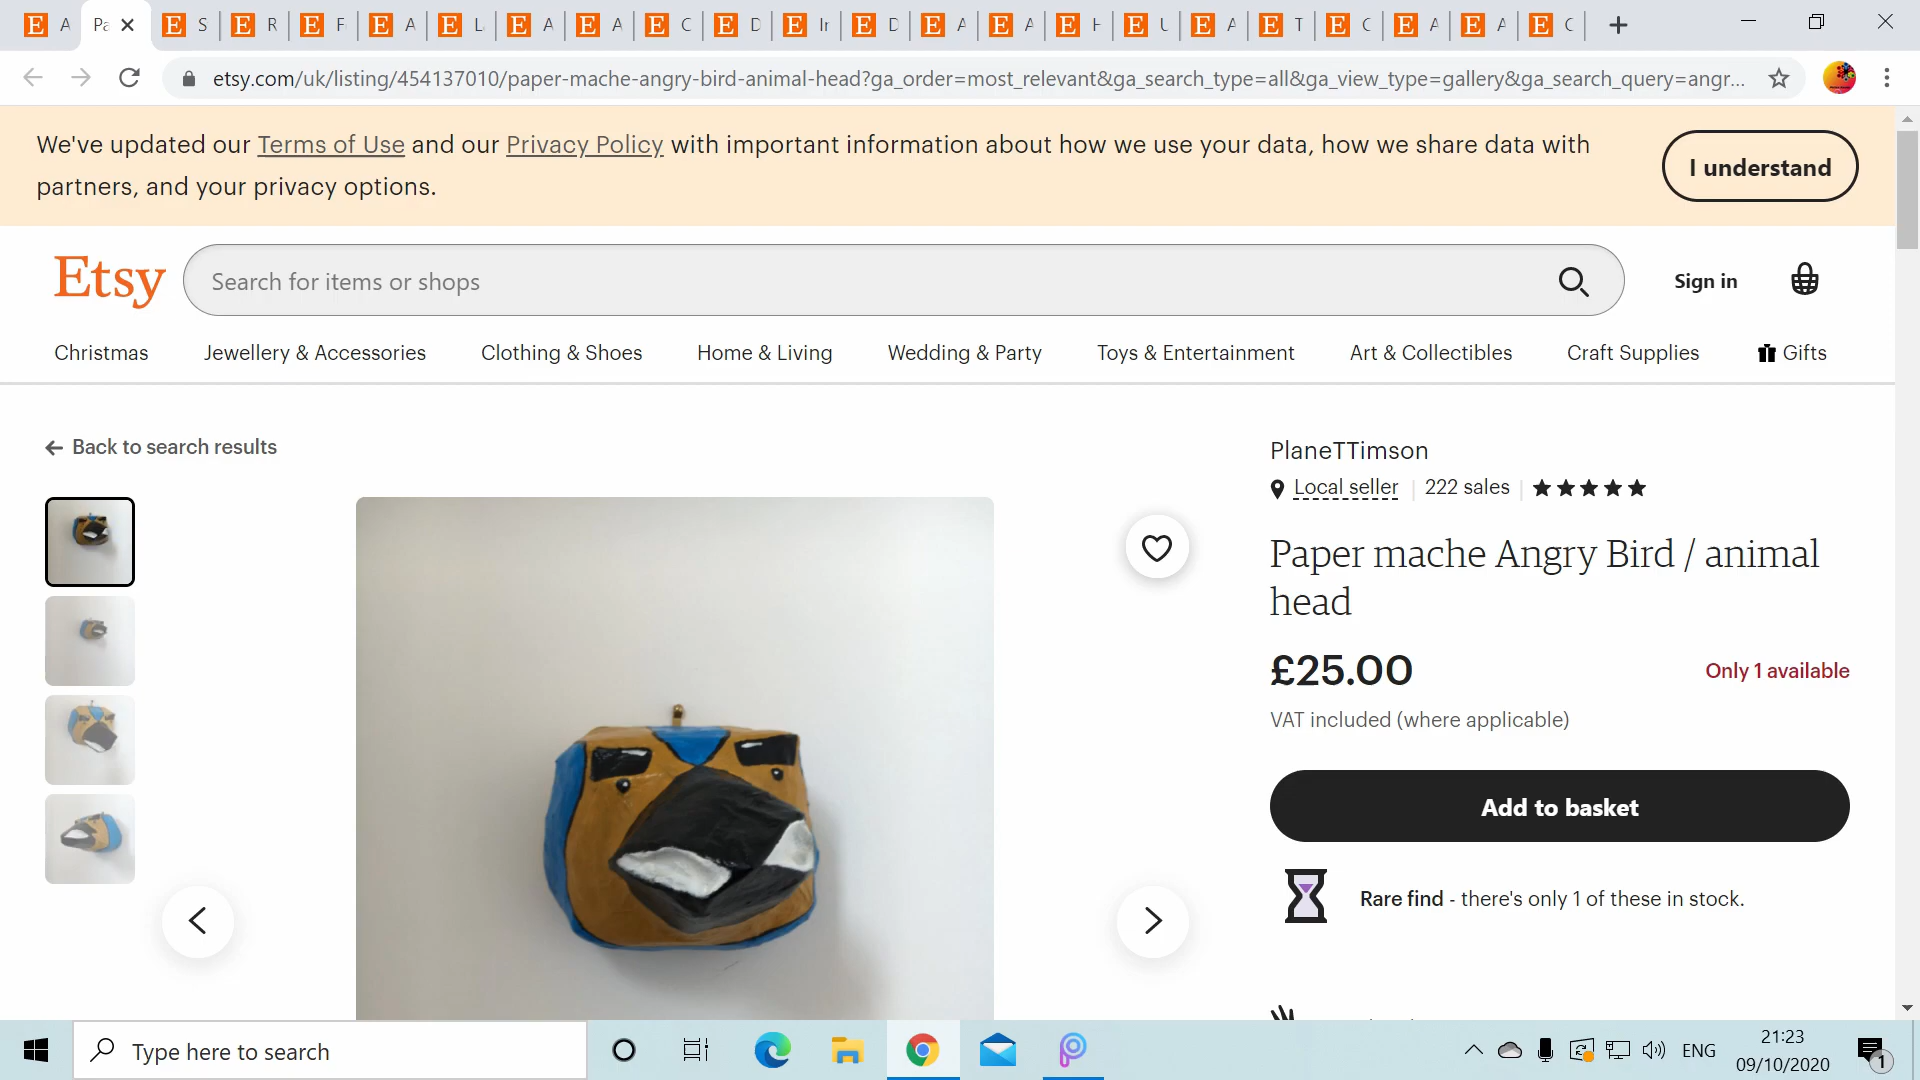 A
Pa
S
R
F
A
L
A
A
C
D
In
D
A
A
H
U
A
T
C
A
A
C
etsy.com/uk/listing/454137010/paper-mache-angry-bird-animal-head?ga_order=most_relevant&ga_search_type=all&ga_view_type=gallery&ga_search_query=angr...
We've updated our Terms of Use and our Privacy Policy with important information about how we use your data, how we share data with
partners, and your privacy options.
I understand
Etsy
Search for items or shops
Sign in
Christmas
Jewellery & Accessories
Clothing & Shoes
Home & Living
Wedding & Party
Toys & Entertainment
Art & Collectibles
Craft Supplies
Gifts
Back to search results
PlaneTTimson
Local seller
222 sales
Paper mache Angry Bird / animal
head
£25.00
Only 1 available
VAT included (where applicable)
Add to basket
Rare find - there's only 1 of these in stock.
Type here to search
ENG
21:23
09/10/2020
1